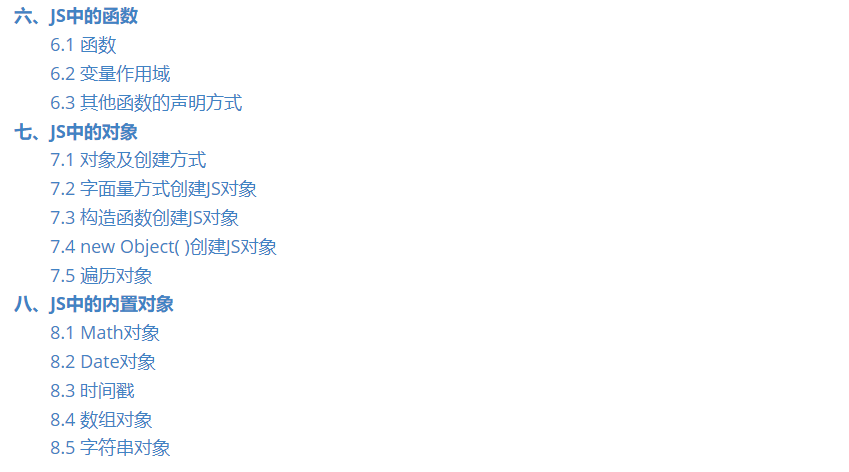 六、JS中的函数
6.1 函数
6.2 变量作用域
6.3 其他函数的声明方式
七、JS中的对象
7.1 对象及创建方式
7.2 字面量方式创建JS对象
7.3 构造函数创建JS对象
7.4 new Object( )创建JS对象
7.5 遍历对象
八、JS中的内置对象
8.1 Math对象
8.2 Date对象
8.3 时间戳
8.4 数组对象
8.5 字符串对象